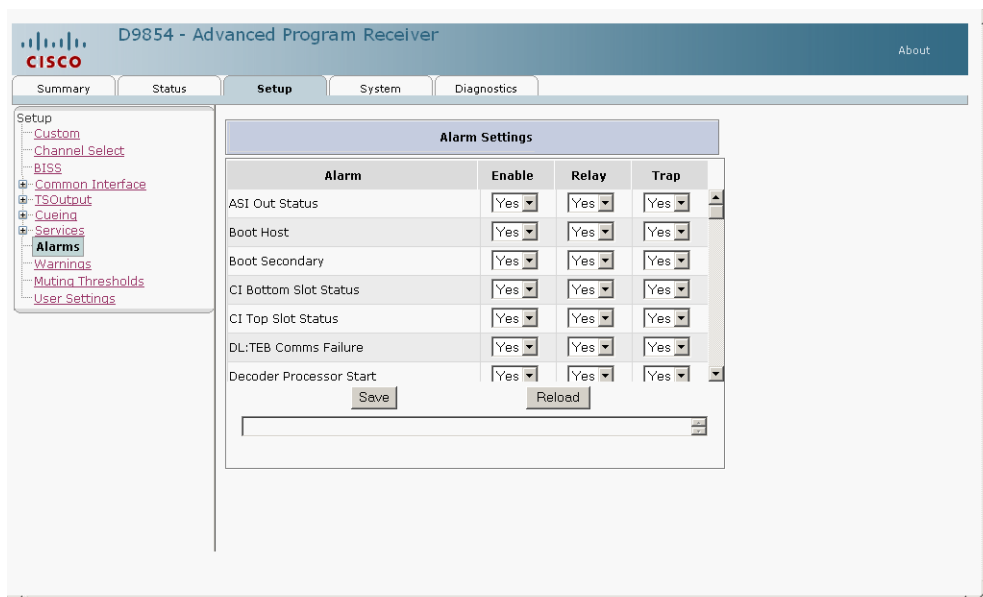 D9854 - Advanced Program Receiver
CISCO
About
Summary Status Setup System Diagnostics
Setup
Custom
Channel Select
BISS
Common Interface
TSOutput
Cueing
Services
Alarms
Warnings
Muting Thresholds
User Settings
Alarm Settings
Alarm Enable Relay Trap
ASI Out Status Yes Yes Yes
Boot Host Yes Yes Yes
Boot Secondary Yes Yes Yes
CI Bottom Slot Status Yes Yes Yes
CI Top Slot Status Yes Yes Yes
DL:TEB Comms Failure Yes Yes Yes
Decoder Processor Start Yes Yes Yes
Save Reload